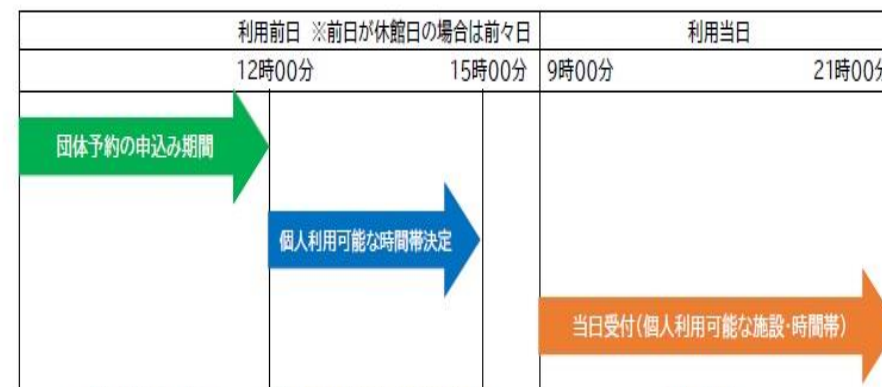 利用前日 ※前日が休館日の場合は前々日 利用当日
12時00分 15時00分 9時00分 21時00分
団体予約の申込み期間
個人利用可能な時間帯決定
当日受付(個人利用可能な施設・時間帯)